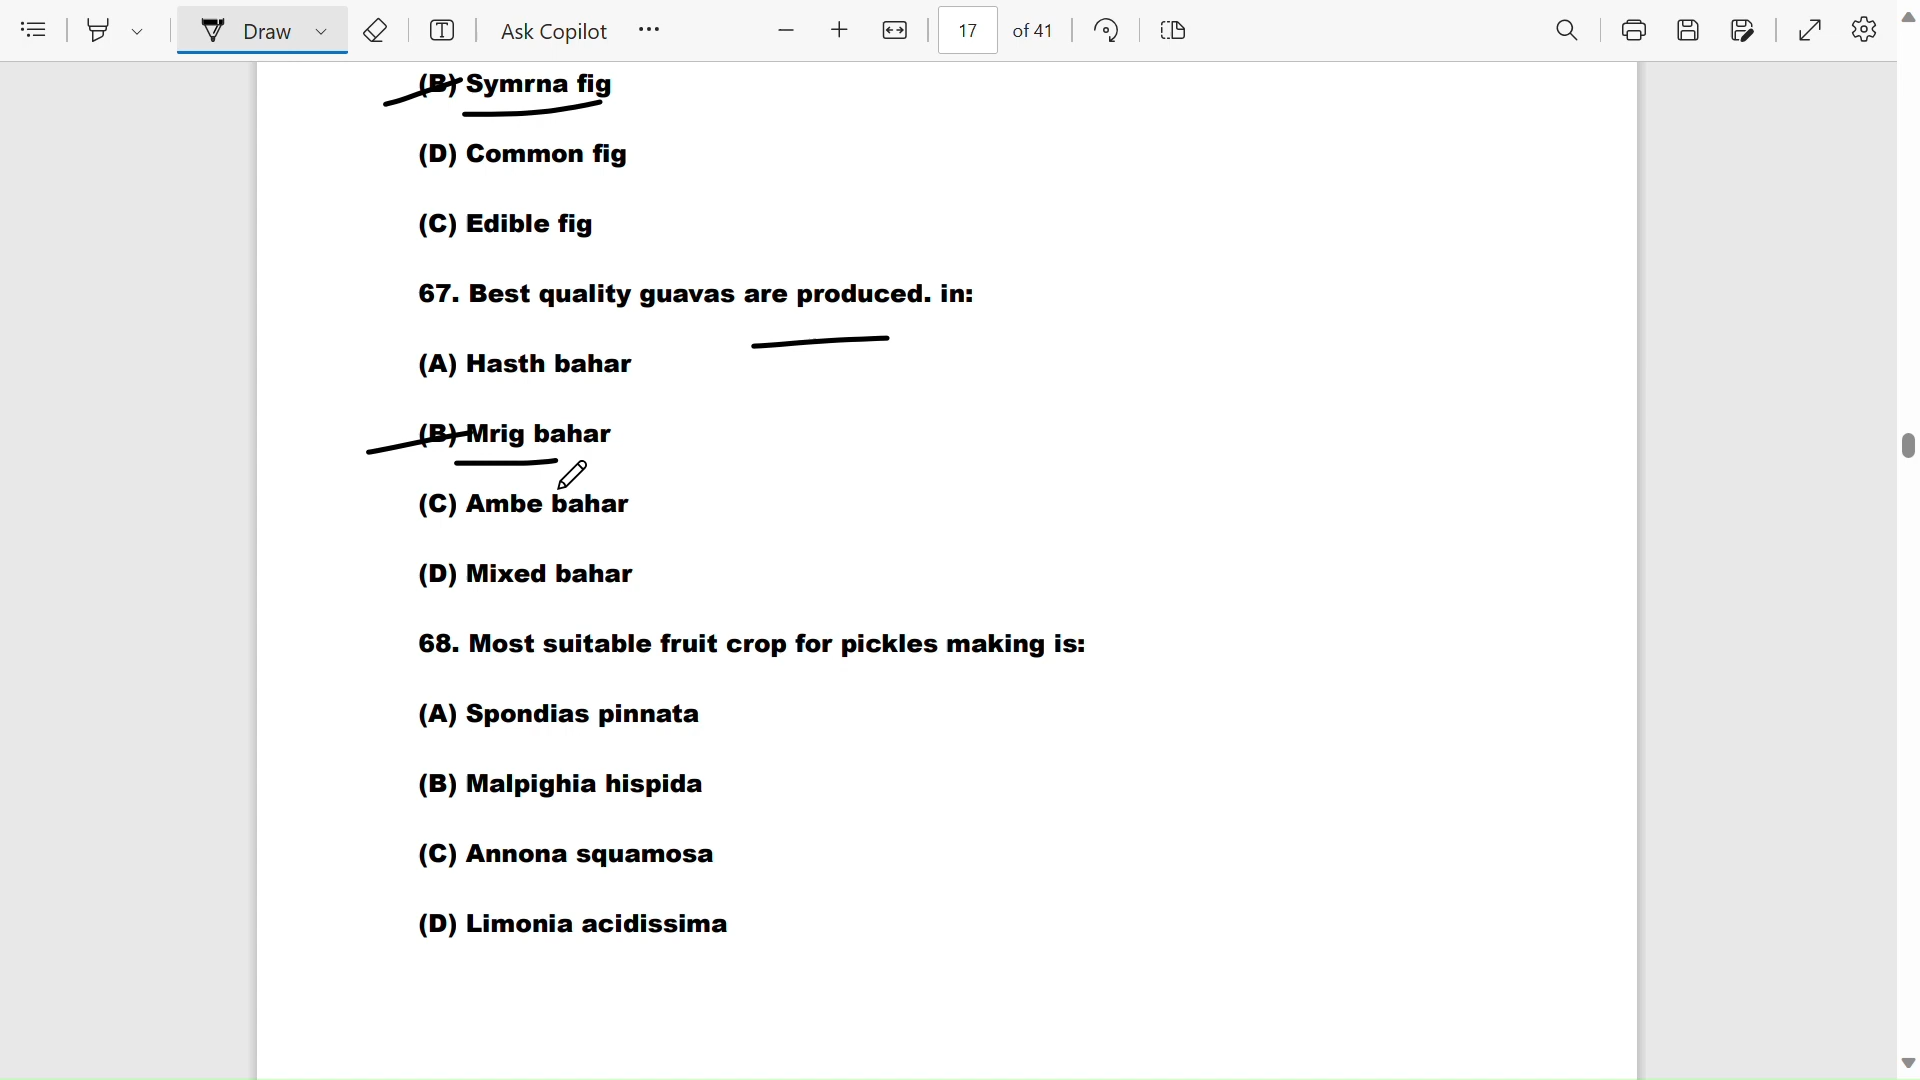 Draw
Ask Copilot
17
of 41
(B) Symrna fig
(D) Common fig
(C) Edible fig
67. Best quality guavas are produced. in:
(A) Hasth bahar
(B) Mrig bahar
(C) Ambe bahar
(D) Mixed bahar
68. Most suitable fruit crop for pickles making is:
(A) Spondias pinnata
(B) Malpighia hispida
(C) Annona squamosa
(D) Limonia acidissima